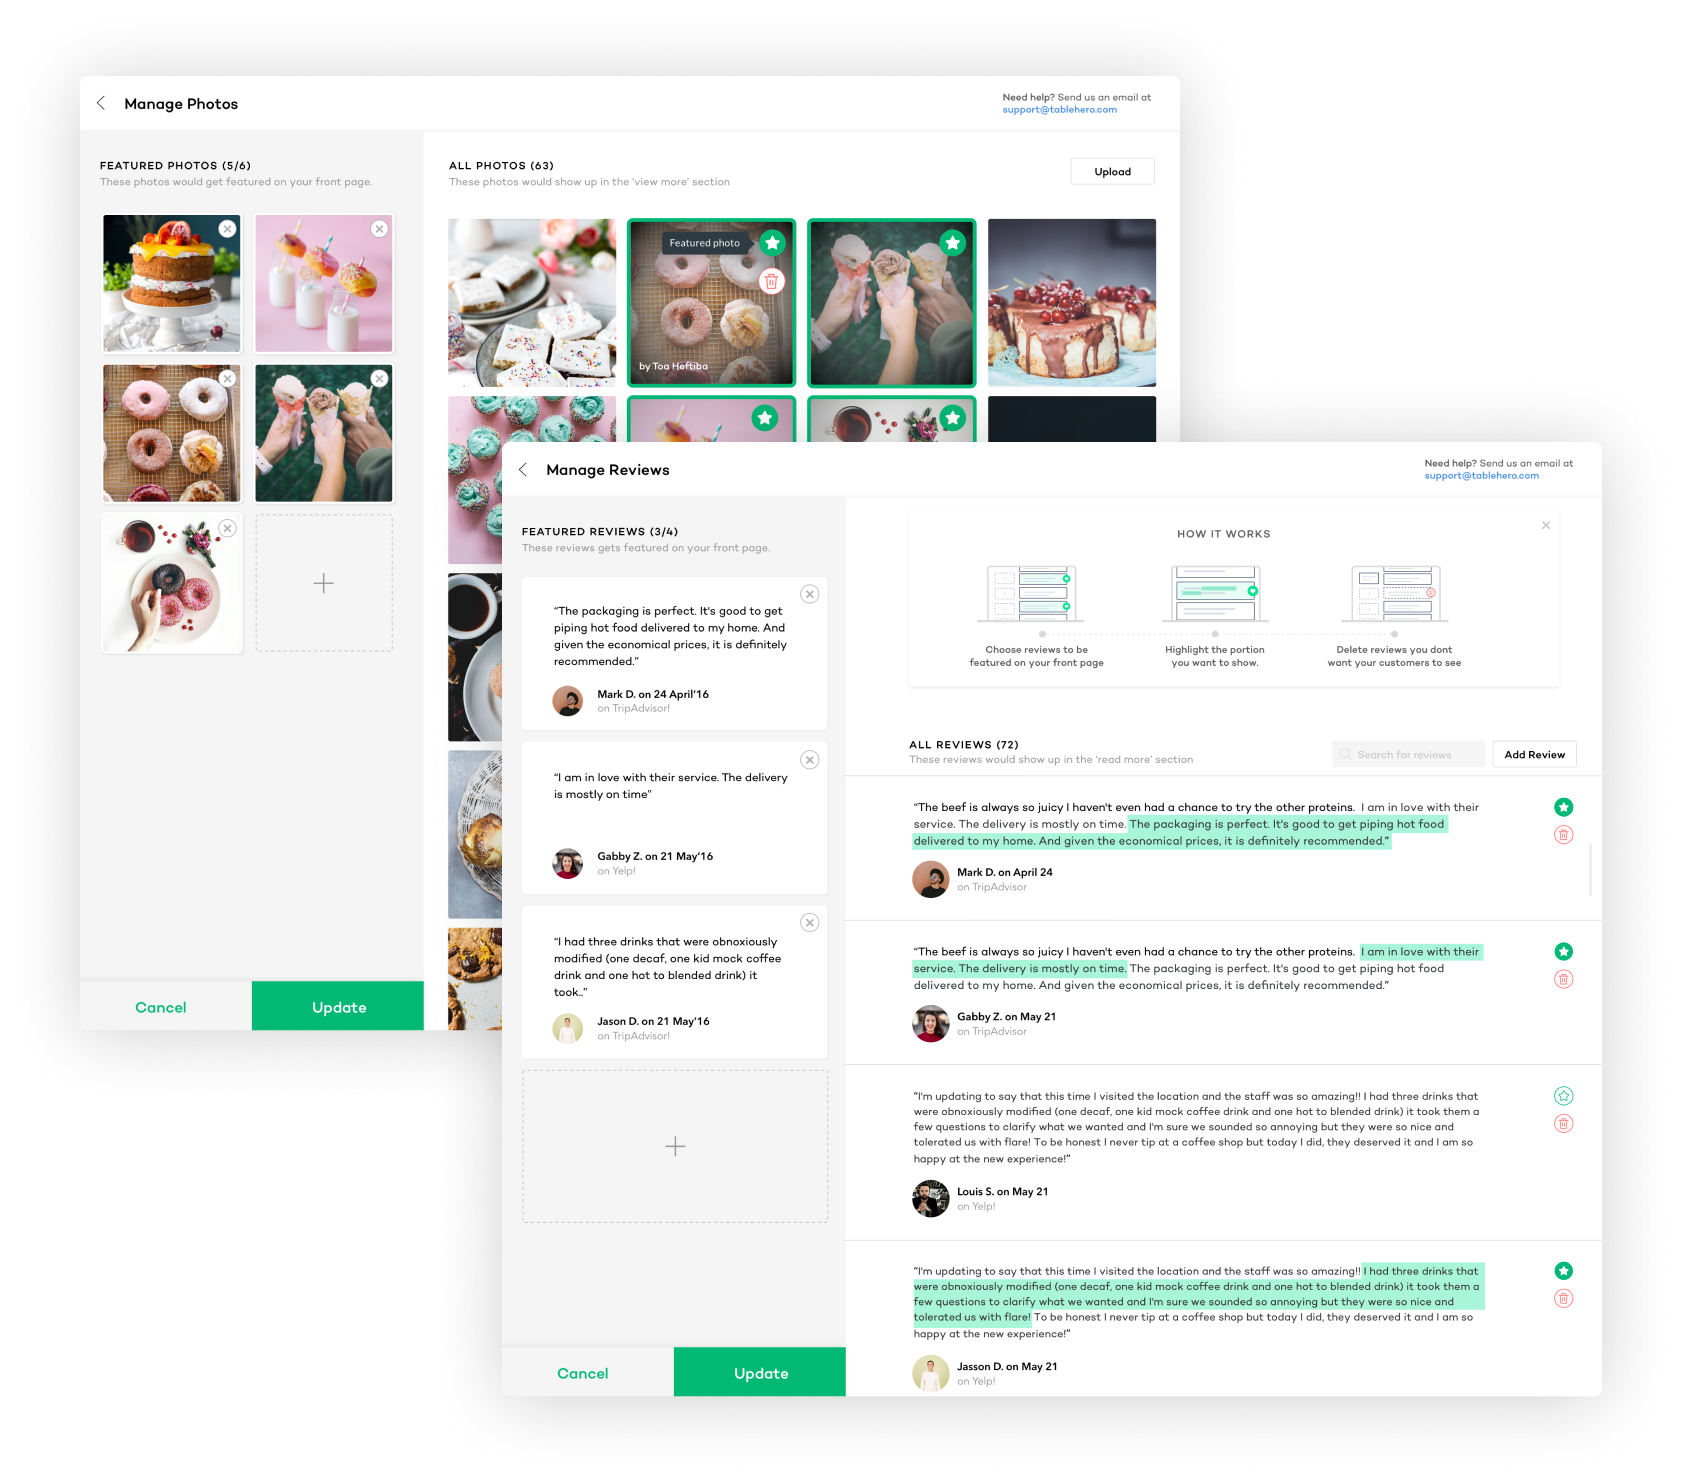 Manage Photos
Need help? Send us an email at
support@tablehero.com
FEATURED PHOTOS (5/6)
These photos would get featured on your front page.
ALL PHOTOS (63)
These photos would show up in the ‘view more’ section
Upload
Featured photo
by Toa Heftiba
Cancel
Update
Manage Reviews
Need help? Send us an email at
support@tablehero.com
FEATURED REVIEWS (3/4)
These reviews gets featured on your front page.
“The packaging is perfect. It's good to get
piping hot food delivered to my home. And
given the economical prices, it is definitely
recommended.”
Mark D. on 24 April’16
on TripAdvisor!
“I am in love with their service. The delivery
is mostly on time”
Gabby Z. on 21 May’16
on Yelp!
“I had three drinks that were obnoxiously
modified (one decaf, one kid mock coffee
drink and one hot to blended drink) it
took..”
Jason D. on 21 May’16
on TripAdvisor!
Cancel
Update
HOW IT WORKS
Choose reviews to be
featured on your front page
Highlight the portion
you want to show.
Delete reviews you dont
want your customers to see
ALL REVIEWS (72)
These reviews would show up in the ‘read more’ section
Search for reviews
Add Review
“The beef is always so juicy I haven't even had a chance to try the other proteins. I am in love with their
service. The delivery is mostly on time. The packaging is perfect. It's good to get piping hot food
delivered to my home. And given the economical prices, it is definitely recommended.”
Mark D. on April 24
on TripAdvisor
“The beef is always so juicy I haven't even had a chance to try the other proteins. I am in love with their
service. The delivery is mostly on time. The packaging is perfect. It's good to get piping hot food
delivered to my home. And given the economical prices, it is definitely recommended.”
Gabby Z. on May 21
on TripAdvisor
“I'm updating to say that this time I visited the location and the staff was so amazing!! I had three drinks that
were obnoxiously modified (one decaf, one kid mock coffee drink and one hot to blended drink) it took them a
few questions to clarify what we wanted and I'm sure we sounded so annoying but they were so nice and
tolerated us with flare! To be honest I never tip at a coffee shop but today I did, they deserved it and I am so
happy at the new experience!”
Louis S. on May 21
on Yelp!
“I'm updating to say that this time I visited the location and the staff was so amazing!! I had three drinks that
were obnoxiously modified (one decaf, one kid mock coffee drink and one hot to blended drink) it took them a
few questions to clarify what we wanted and I'm sure we sounded so annoying but they were so nice and
tolerated us with flare! To be honest I never tip at a coffee shop but today I did, they deserved it and I am so
happy at the new experience!”
Jasson D. on May 21
on Yelp!